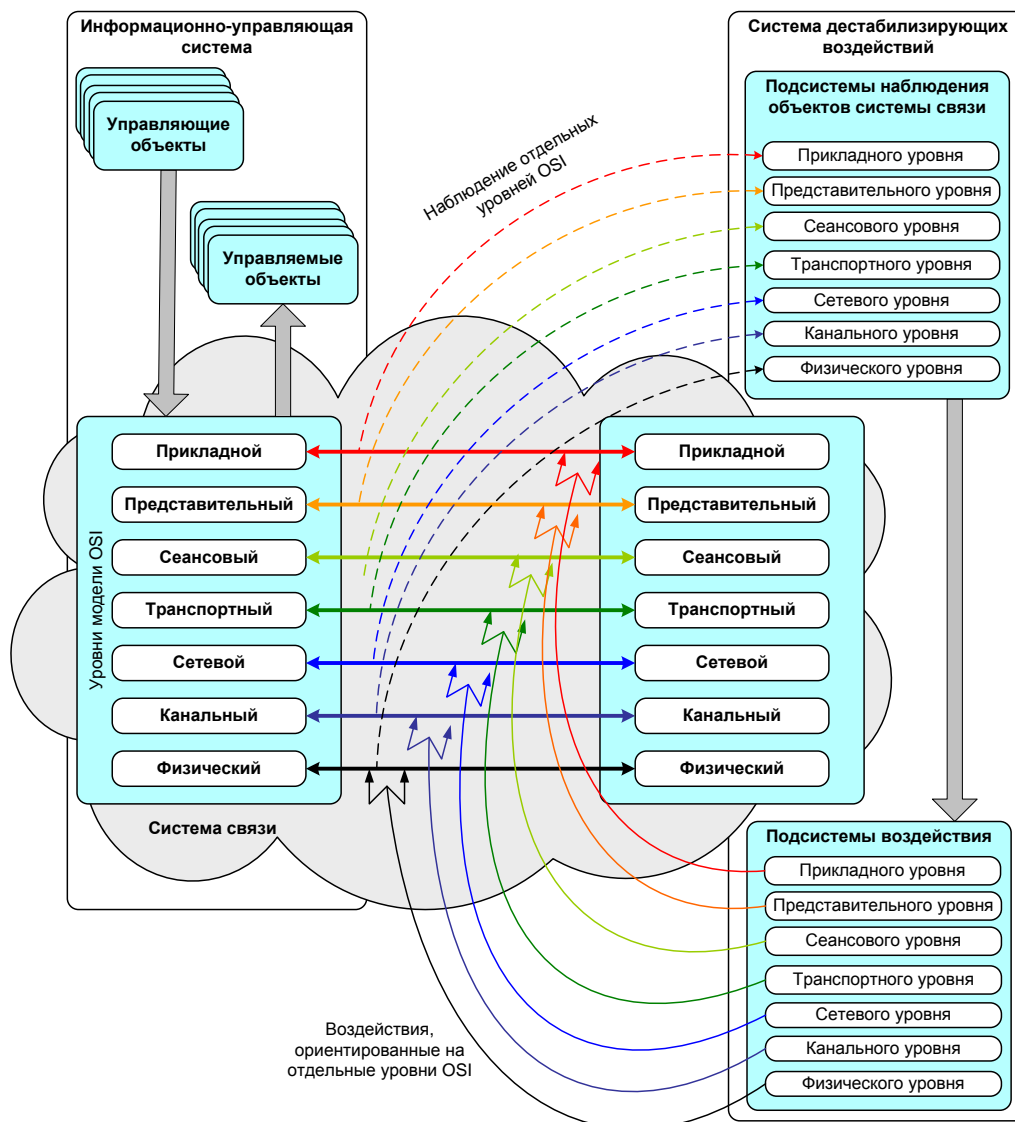 Информационно-управляющая
система
Управляющие
объекты
Управляемые
объекты
Наблюдение отдельных
уровней OSI
Система дестабилизирующих
воздействий
Подсистемы наблюдения
объектов системы связи
Прикладного уровня
Представительного уровня
Сеансового уровня
Транспортного уровня
Сетевого уровня
Канального уровня
Физического уровня
Уровни модели OSI
Прикладной
Представительный
Сеансовый
Транспортный
Сетевой
Канальный
Физический
Прикладной
Представительный
Сеансовый
Транспортный
Сетевой
Канальный
Физический
Система связи
Подсистемы воздействия
Прикладного уровня
Представительного уровня
Сеансового уровня
Транспортного уровня
Сетевого уровня
Канального уровня
Физического уровня
Воздействия,
ориентированные на
отдельные уровни OSI